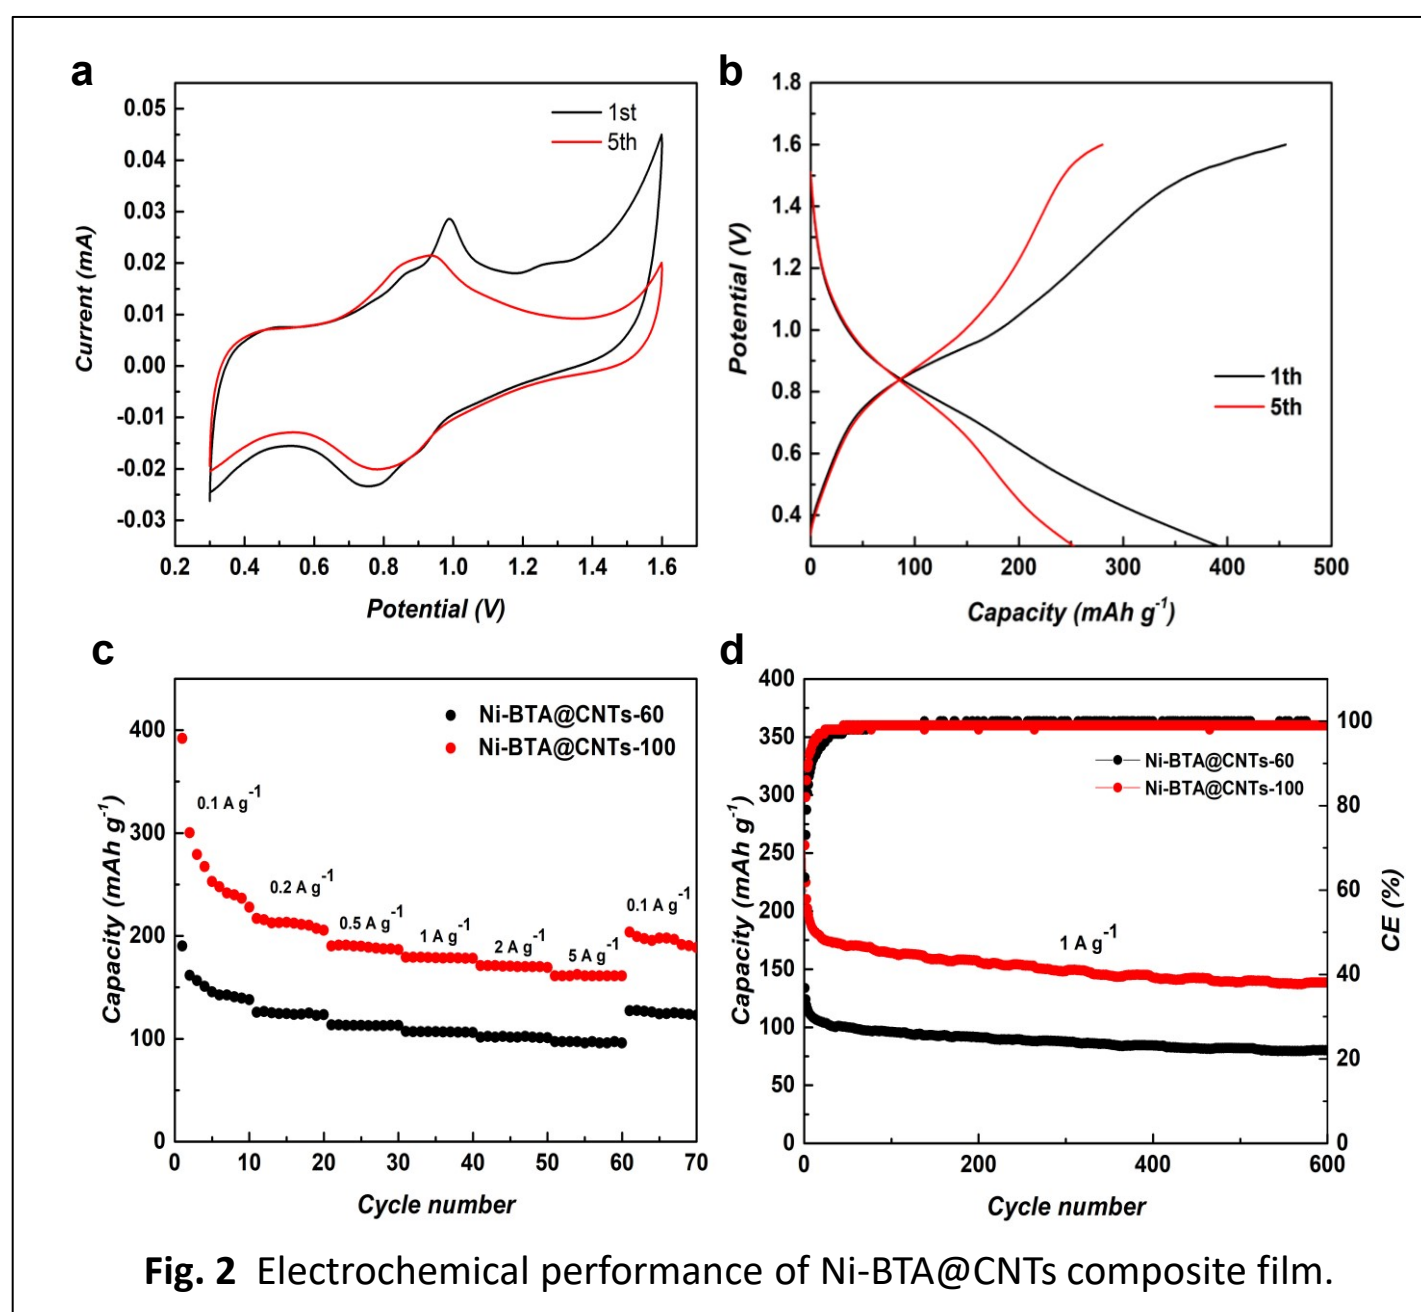 a
0.05
0.04
0.03
0.02
0.01
0.00
-0.01
-0.02
-0.03
Current (mA)
1st
5th
0.2 0.4 0.6 0.8 1.0 1.2 1.4 1.6
Potential (V)
b
1.8
1.6
1.4
1.2
1.0
0.8
0.6
0.4
Potential (V)
1th
5th
0 100 200 300 400 500
Capacity (mAh g⁻¹)
c
400
300
200
100
0
Capacity (mAh g⁻¹)
Ni-BTA@CNTs-60
Ni-BTA@CNTs-100
0.1 A g⁻¹
0.2 A g⁻¹
0.5 A g⁻¹
1 A g⁻¹
2 A g⁻¹
5 A g⁻¹
0.1 A g⁻¹
0 10 20 30 40 50 60 70
Cycle number
d
400
350
300
250
200
150
100
50
0
Capacity (mAh g⁻¹)
Ni-BTA@CNTs-60
Ni-BTA@CNTs-100
1 A g⁻¹
100
80
60
40
20
0
CE (%)
0 200 400 600
Cycle number
Fig. 2 Electrochemical performance of Ni-BTA@CNTs composite film.